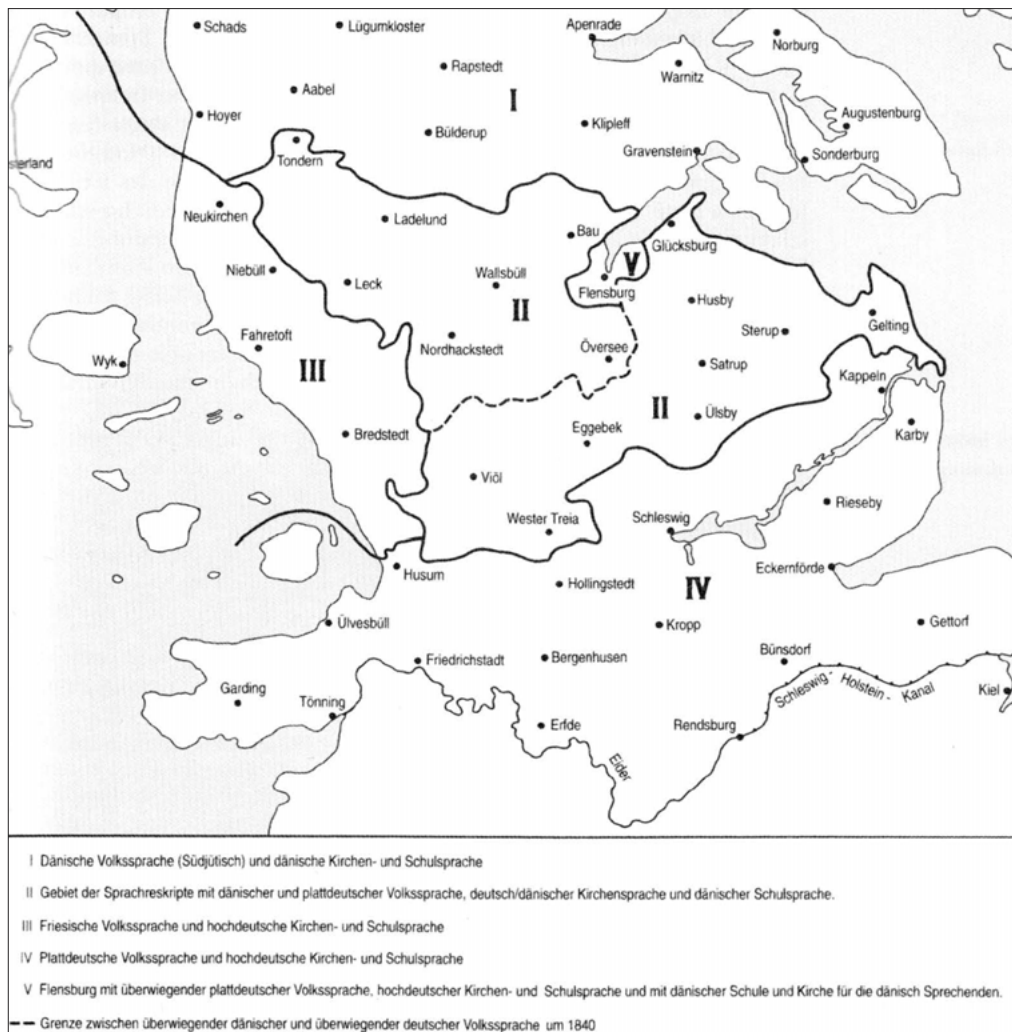 Schads
Lügumkloster
Apenrade
Norburg
Rapstedt
Warnitz
I
Aabel
Hoyer
Augustenburg
Bülderup
Klipleff
Tondern
Gravenstein
Sonderburg
sterland
Neukirchen
Ladelund
Bau
Glücksburg
Niebüll
Leck
Wallsbüll
V
Flensburg
II
Husby
Gelting
Fahretoft
Nordhackstedt
Sterup
Wyk
III
Översee
Satrup
Kappeln
II
Ülsby
Karby
Bredstedt
Eggebek
Viöl
Rieseby
Wester Treia
Schleswig
Husum
Eckernförde
Hollingstedt
IV
Ülvesbüll
Kropp
Gettorf
Friedrichstadt
Bergenhusen
Bünsdorf
Schleswig-Holstein-Kanal
Kiel
Garding
Tönning
Erfde
Rendsburg
Eider
I Dänische Volkssprache (Südjütisch) und dänische Kirchen- und Schulsprache
II Gebiet der Sprachreskripte mit dänischer und plattdeutscher Volkssprache, deutsch/dänischer Kirchensprache und dänischer Schulsprache.
III Friesische Volkssprache und hochdeutsche Kirchen- und Schulsprache
IV Plattdeutsche Volkssprache und hochdeutsche Kirchen- und Schulsprache
V Flensburg mit überwiegender plattdeutscher Volkssprache, hochdeutscher Kirchen- und Schulsprache und mit dänischer Schule und Kirche für die dänisch Sprechenden.
Grenze zwischen überwiegender dänischer und überwiegender deutscher Volkssprache um 1840